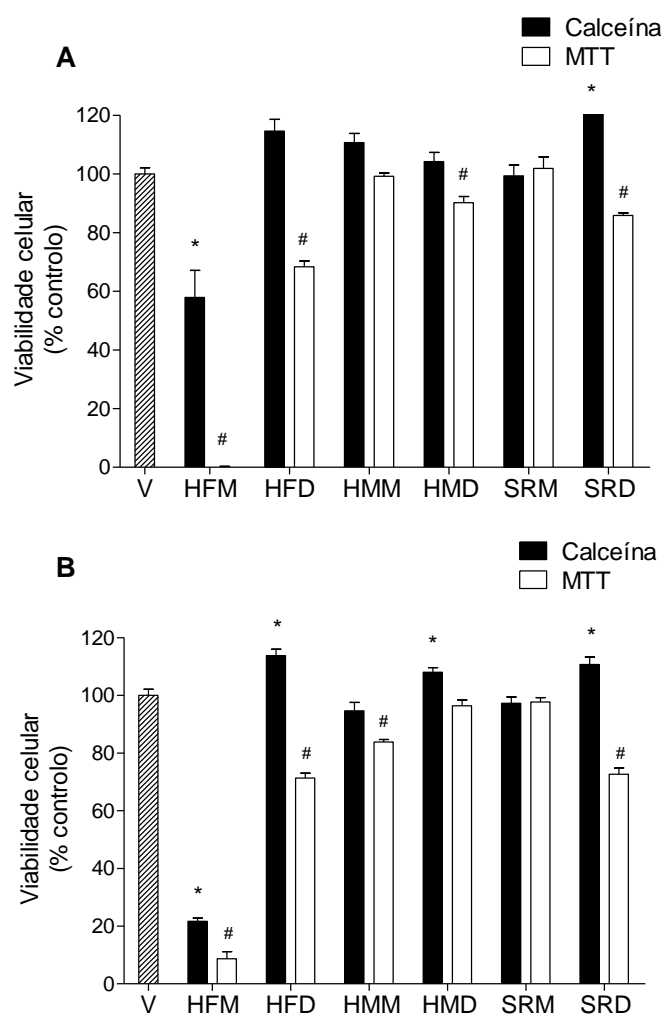 Calceína
MTT
A
Viabilidade celular
(% controlo)
120
100
80
60
40
20
0
*
#
#
#
*
#
V HFM HFD HMM HMD SRM SRD
Calceína
MTT
B
Viabilidade celular
(% controlo)
120
100
80
60
40
20
0
*
#
*
#
#
*
*
#
V HFM HFD HMM HMD SRM SRD